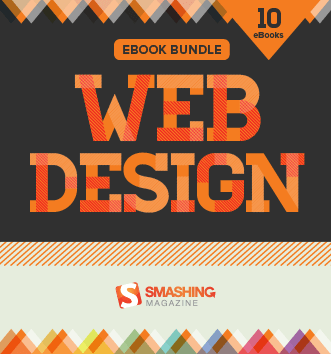 10
eBooks
EBOOK BUNDLE
WEB
DESIGN
S
SMASHING
MAGAZINE